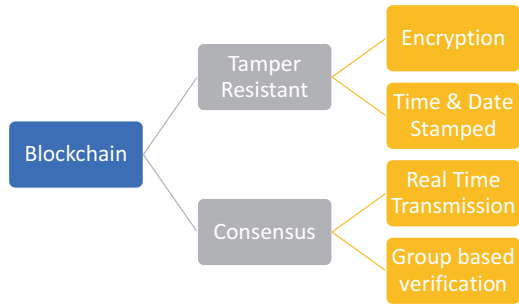 Blockchain
Tamper
Resistant
Encryption
Time & Date
Stamped
Consensus
Real Time
Transmission
Group based
verification